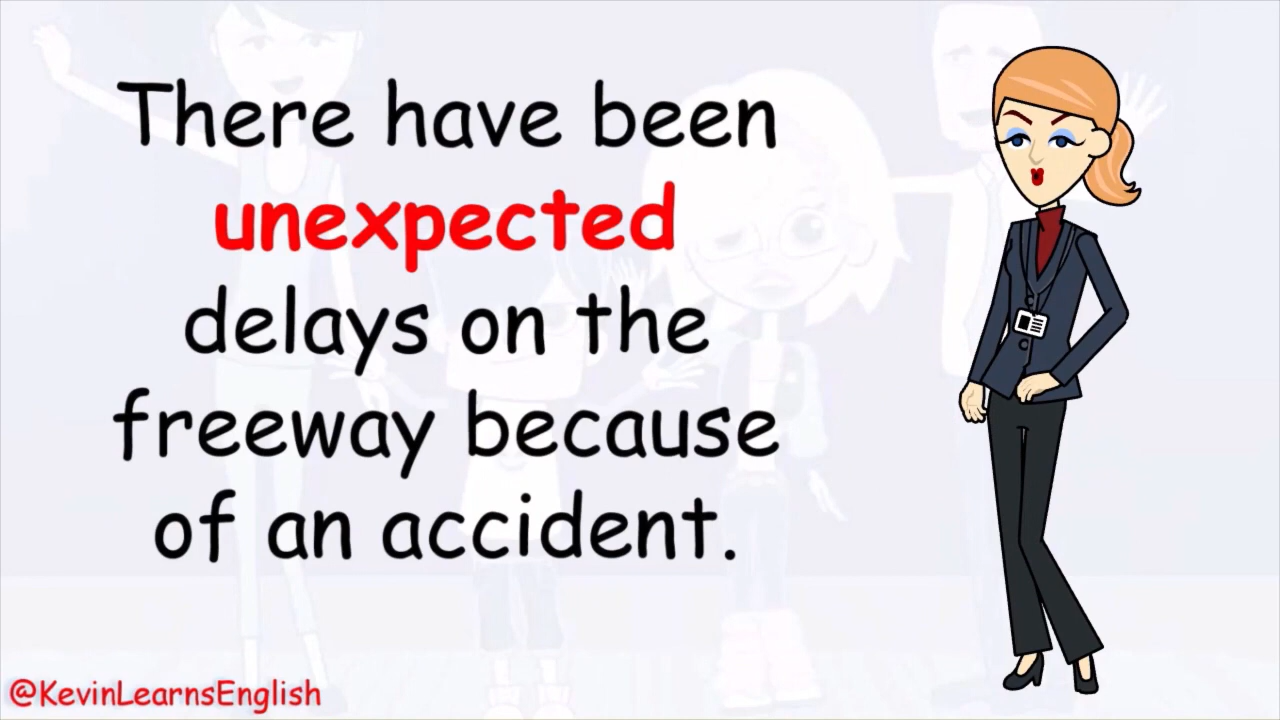 There have been
unexpected
delays on the
freeway because
of an accident.
@KevinLearnsEnglish